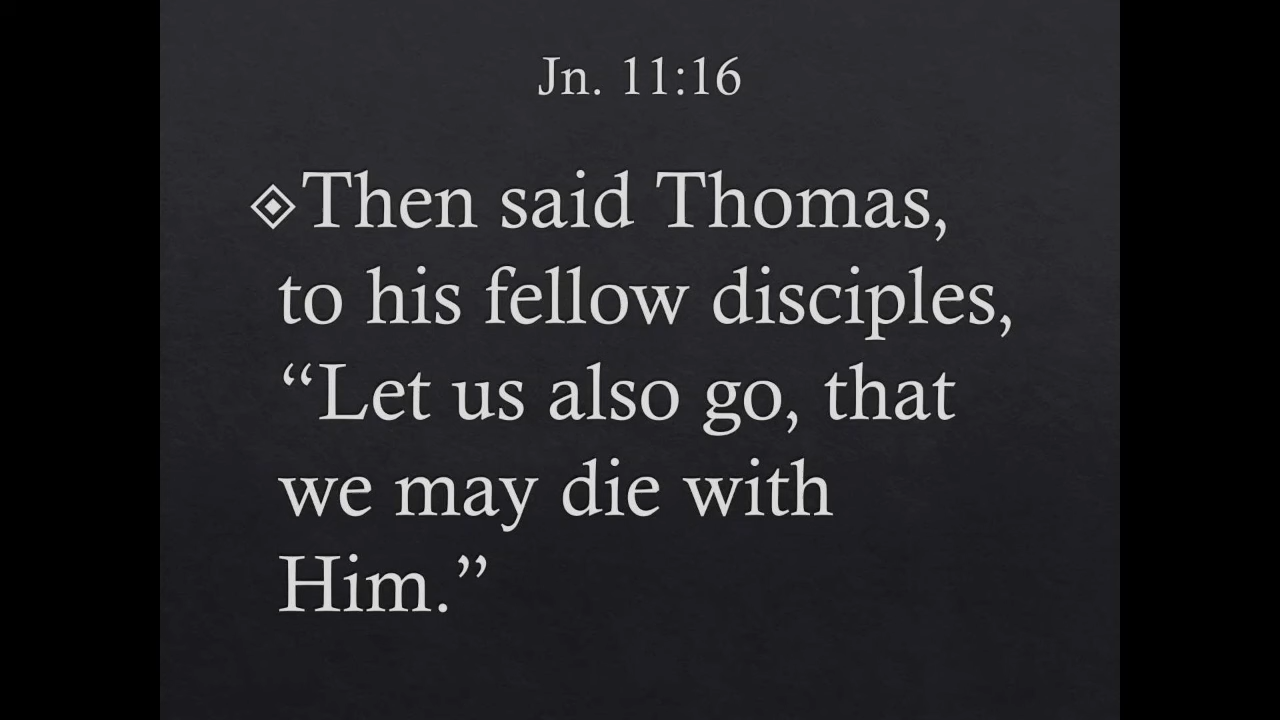 Jn. 11:16
Then said Thomas,
to his fellow disciples,
“Let us also go, that
we may die with
Him.”